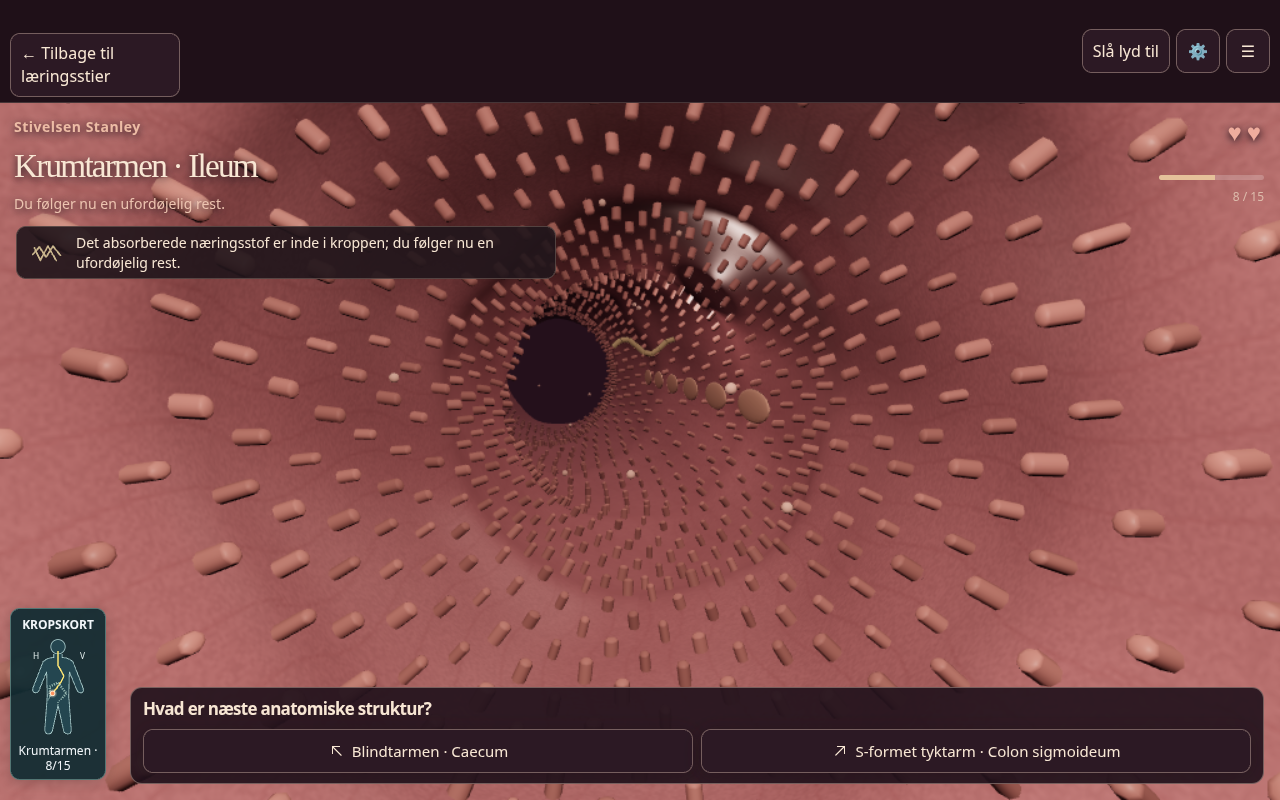 ← Tilbage til
læringsstier
Slå lyd til
Stivelsen Stanley
Krumtarmen · Ileum
Du følger nu en ufordøjelig rest.
8 / 15
Det absorberede næringsstof er inde i kroppen; du følger nu en
ufordøjelig rest.
KROPSKORT
H V
Krumtarmen ·
8/15
Hvad er næste anatomiske struktur?
↖ Blindtarmen · Caecum
↗ S-formet tyktarm · Colon sigmoideum